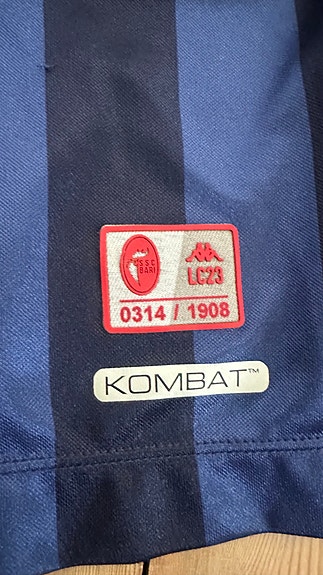 SSC
BARI
LC23
0314 / 1908
KOMBAT™